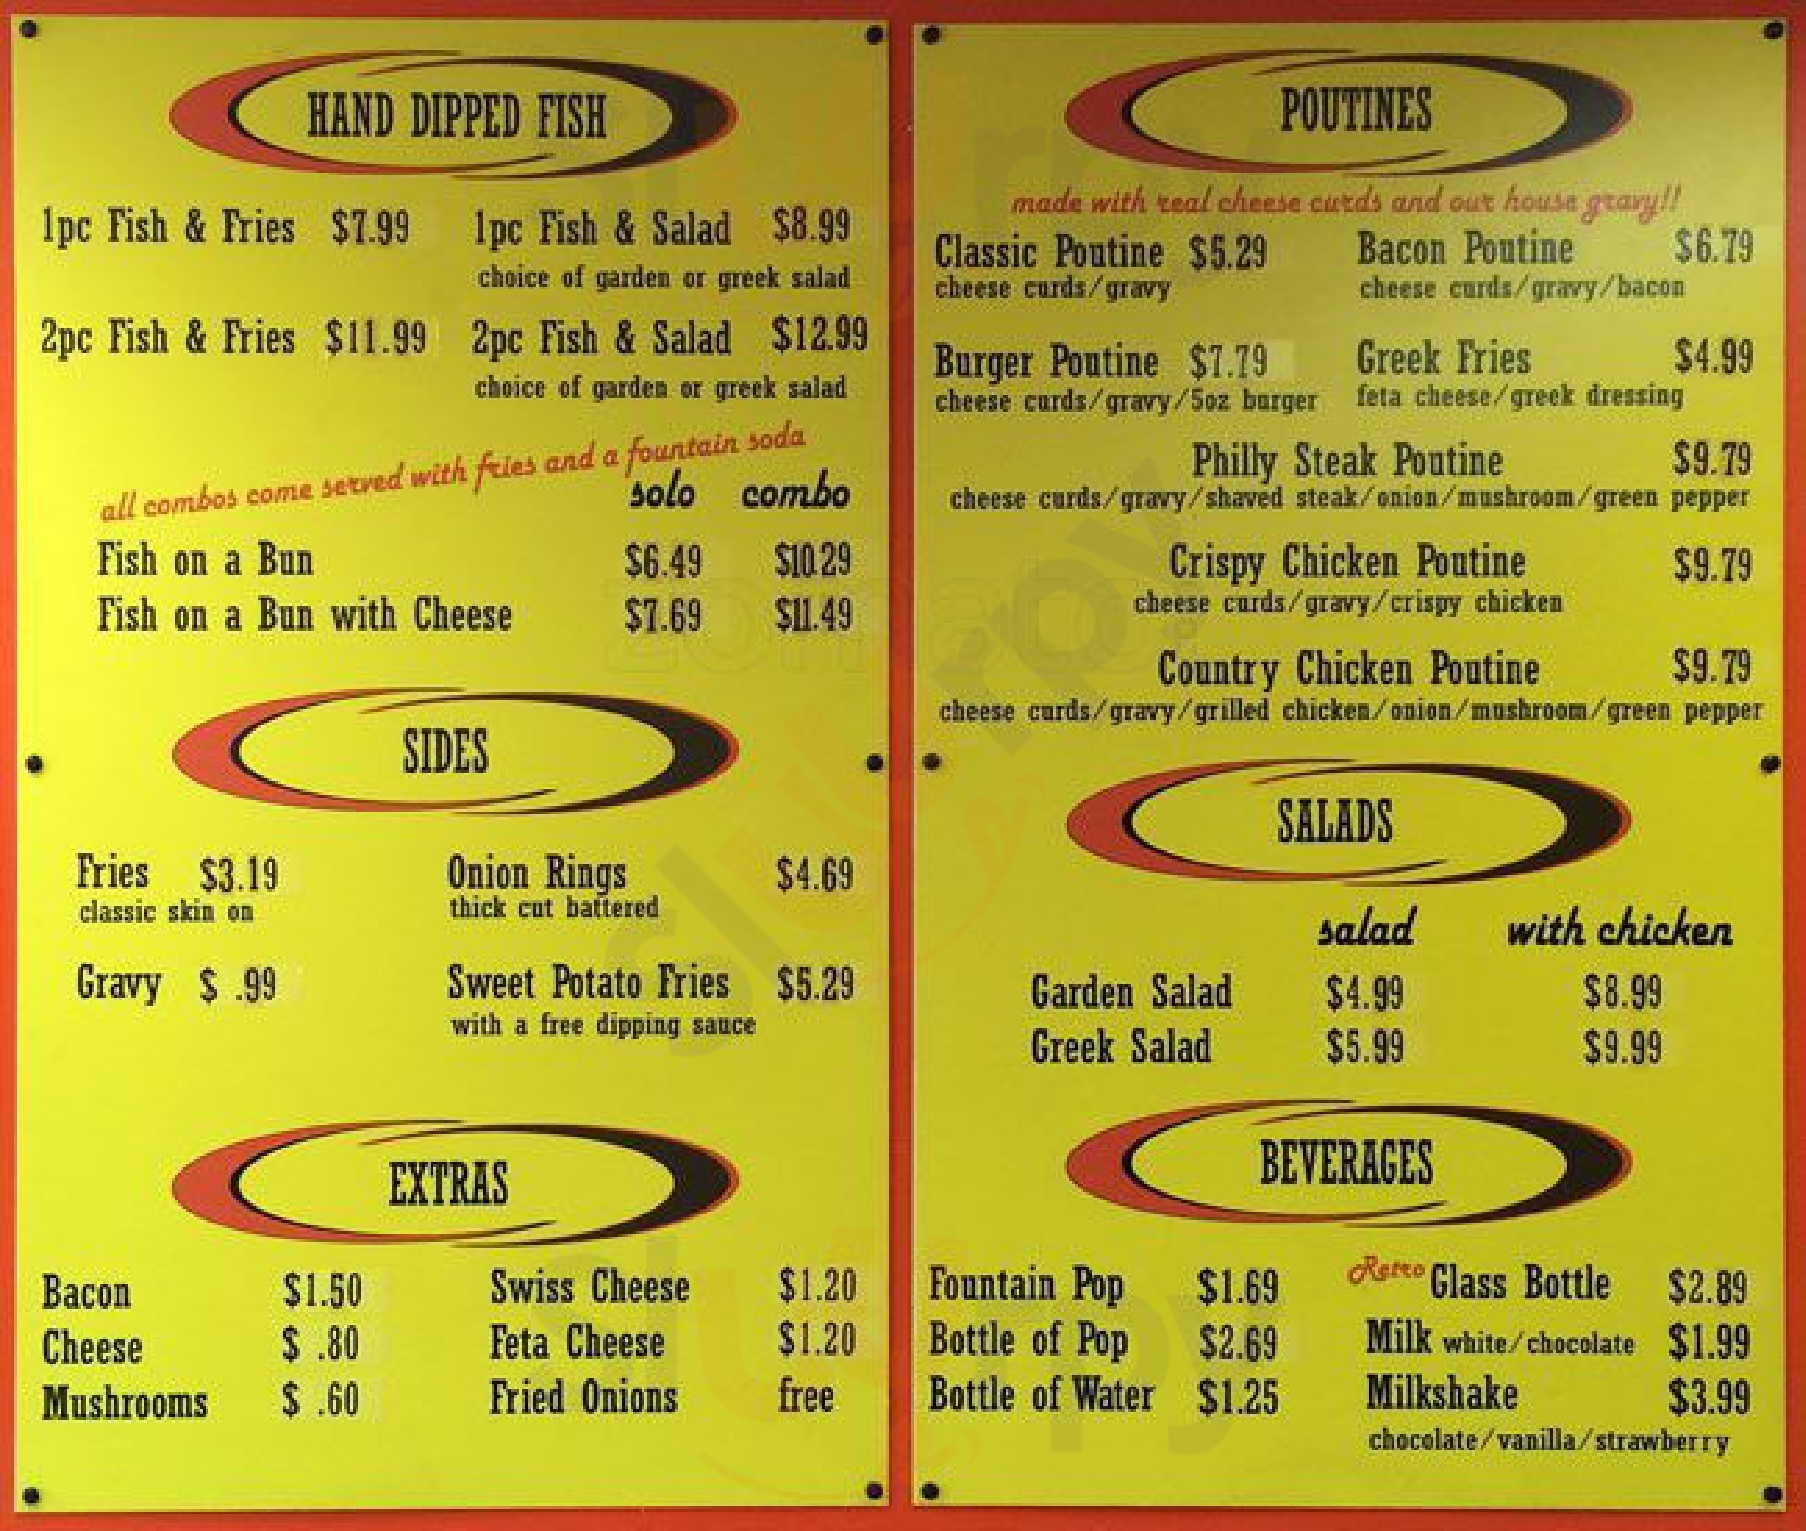 HAND DIPPED FISH
1pc Fish & Fries $7.99 1pc Fish & Salad $8.99
choice of garden or greek salad
2pc Fish & Fries $11.99 2pc Fish & Salad $12.99
choice of garden or greek salad
all combos come served with fries and a fountain soda
solo combo
Fish on a Bun $6.49 $10.29
Fish on a Bun with Cheese $7.69 $11.49
SIDES
Fries $3.19 Onion Rings $4.69
classic skin on thick cut battered
Gravy $ .99 Sweet Potato Fries $5.29
with a free dipping sauce
EXTRAS
Bacon $1.50 Swiss Cheese $1.20
Cheese $ .80 Feta Cheese $1.20
Mushrooms $ .60 Fried Onions free
POUTINES
made with real cheese curds and our house gravy!!
Classic Poutine $5.29 Bacon Poutine $6.79
cheese curds/gravy cheese curds/gravy/bacon
Burger Poutine $7.79 Greek Fries $4.99
cheese curds/gravy/5oz burger feta cheese/greek dressing
Philly Steak Poutine $9.79
cheese curds/gravy/shaved steak/onion/mushroom/green pepper
Crispy Chicken Poutine $9.79
cheese curds/gravy/crispy chicken
Country Chicken Poutine $9.79
cheese curds/gravy/grilled chicken/onion/mushroom/green pepper
SALADS
salad with chicken
Garden Salad $4.99 $8.99
Greek Salad $5.99 $9.99
BEVERAGES
Fountain Pop $1.69 Retro Glass Bottle $2.89
Bottle of Pop $2.69 Milk white/chocolate $1.99
Bottle of Water $1.25 Milkshake $3.99
chocolate/vanilla/strawberry
zomato
slurpy